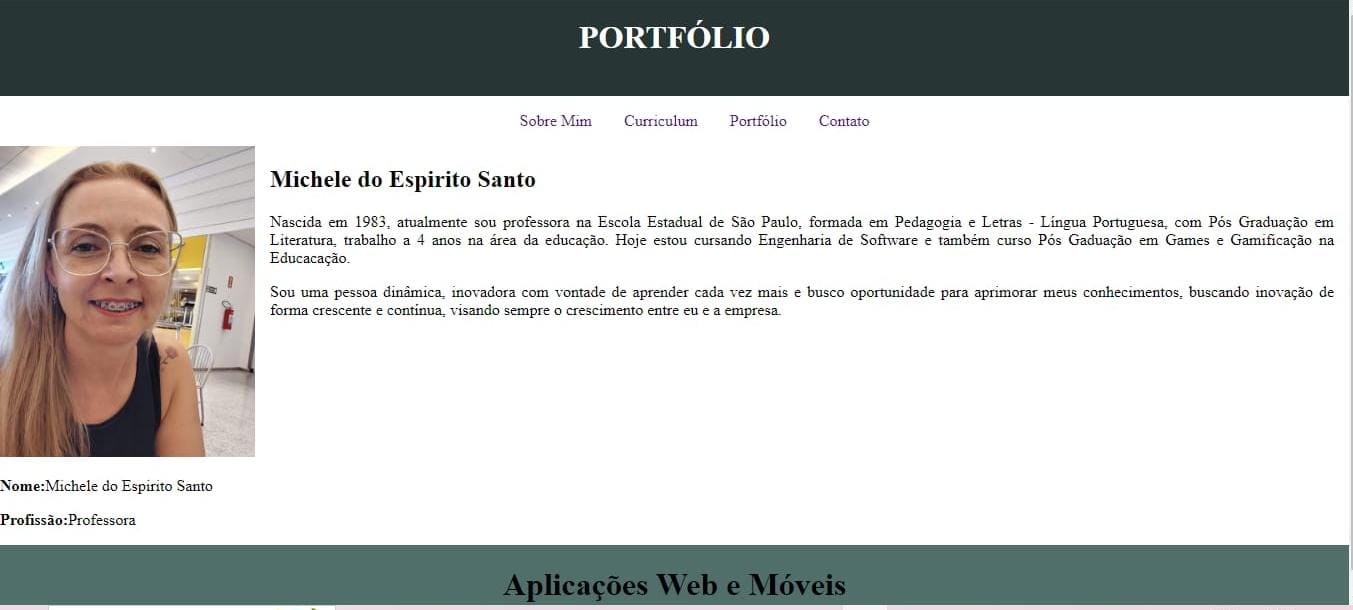 PORTFÓLIO
Sobre Mim Curriculum Portfólio Contato
Michele do Espirito Santo
Nascida em 1983, atualmente sou professora na Escola Estadual de São Paulo, formada em Pedagogia e Letras - Língua Portuguesa, com Pós Graduação em
Literatura, trabalho a 4 anos na área da educação. Hoje estou cursando Engenharia de Software e também curso Pós Gaduação em Games e Gamificação na
Educacação.
Sou uma pessoa dinâmica, inovadora com vontade de aprender cada vez mais e busco oportunidade para aprimorar meus conhecimentos, buscando inovação de
forma crescente e contínua, visando sempre o crescimento entre eu e a empresa.
Nome:Michele do Espirito Santo
Profissão:Professora
Aplicações Web e Móveis